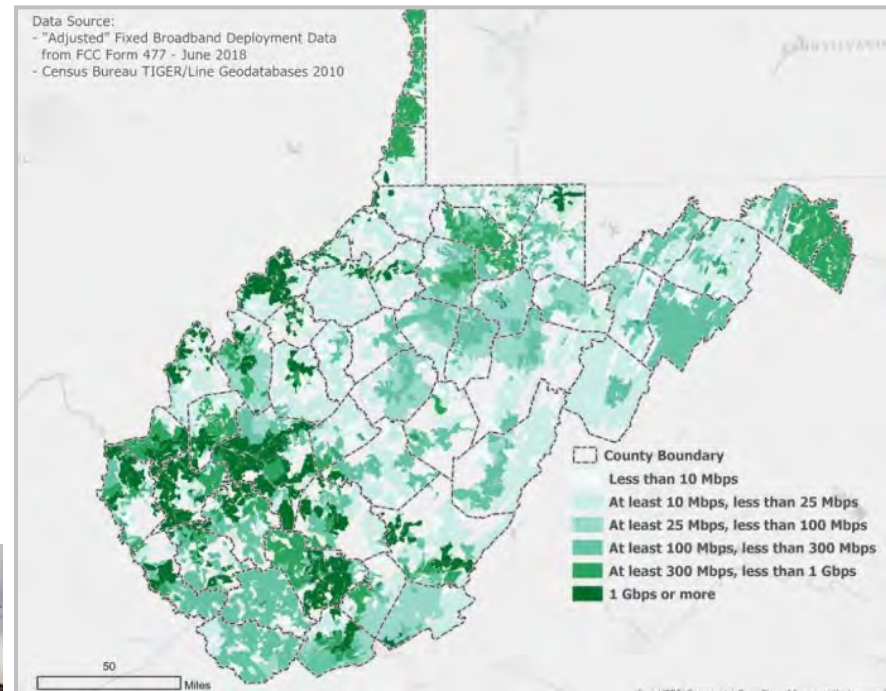 Data Source:
- "Adjusted" Fixed Broadband Deployment Data
from FCC Form 477 - June 2018
- Census Bureau TIGER/Line Geodatabases 2010
County Boundary
Less than 10 Mbps
At least 10 Mbps, less than 25 Mbps
At least 25 Mbps, less than 100 Mbps
At least 100 Mbps, less than 300 Mbps
At least 300 Mbps, less than 1 Gbps
1 Gbps or more
50
Miles